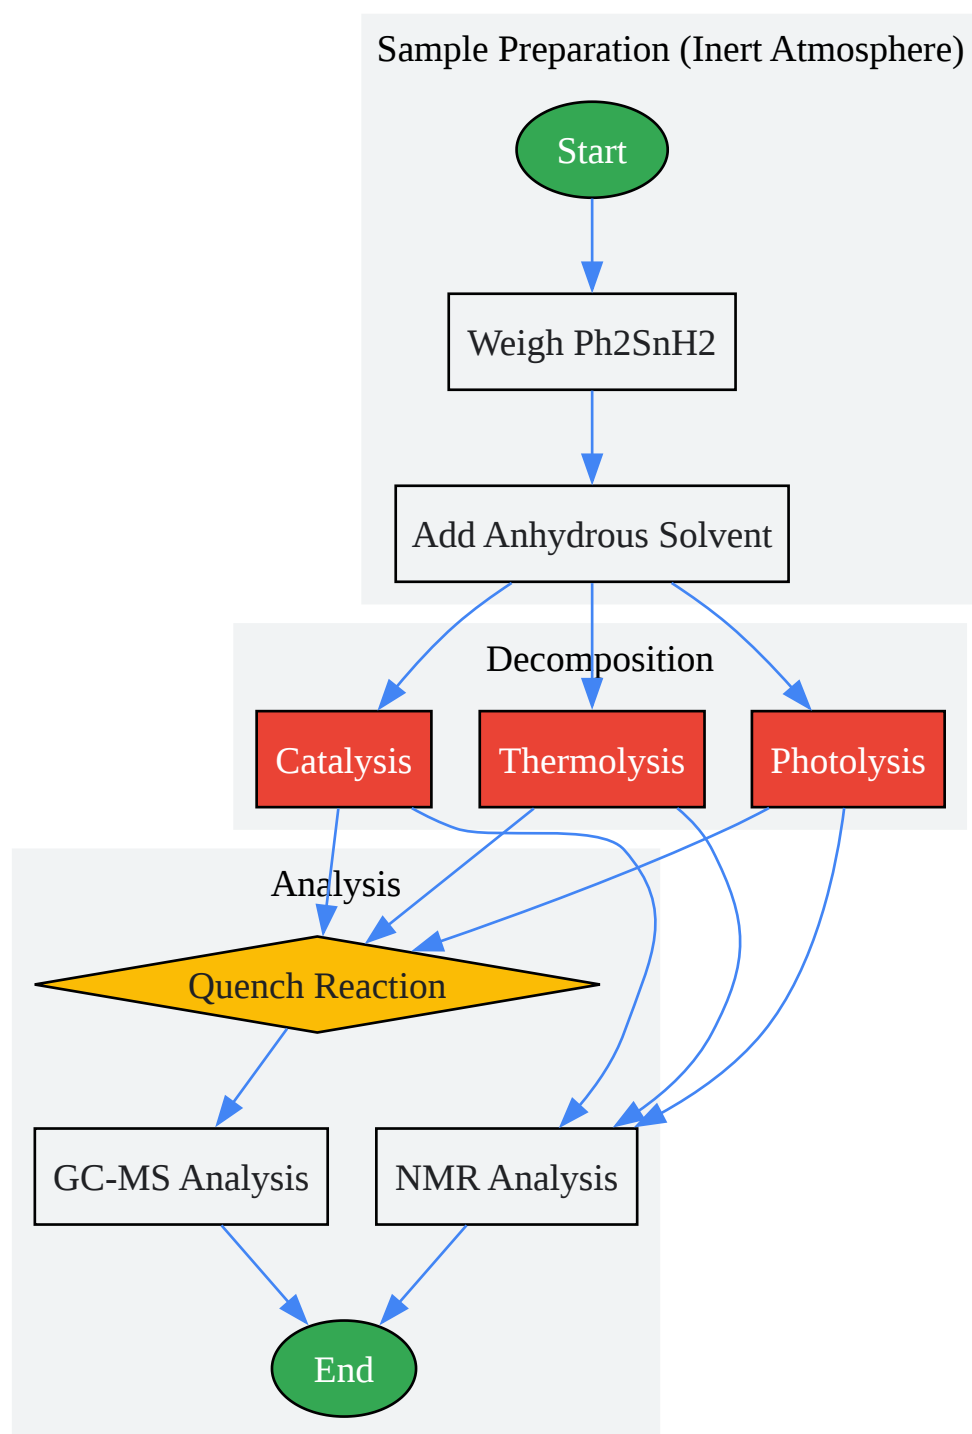 Sample Preparation (Inert Atmosphere)
Start
Weigh Ph2SnH2
Add Anhydrous Solvent
Decomposition
Catalysis
Thermolysis
Photolysis
Analysis
Quench Reaction
GC-MS Analysis
NMR Analysis
End